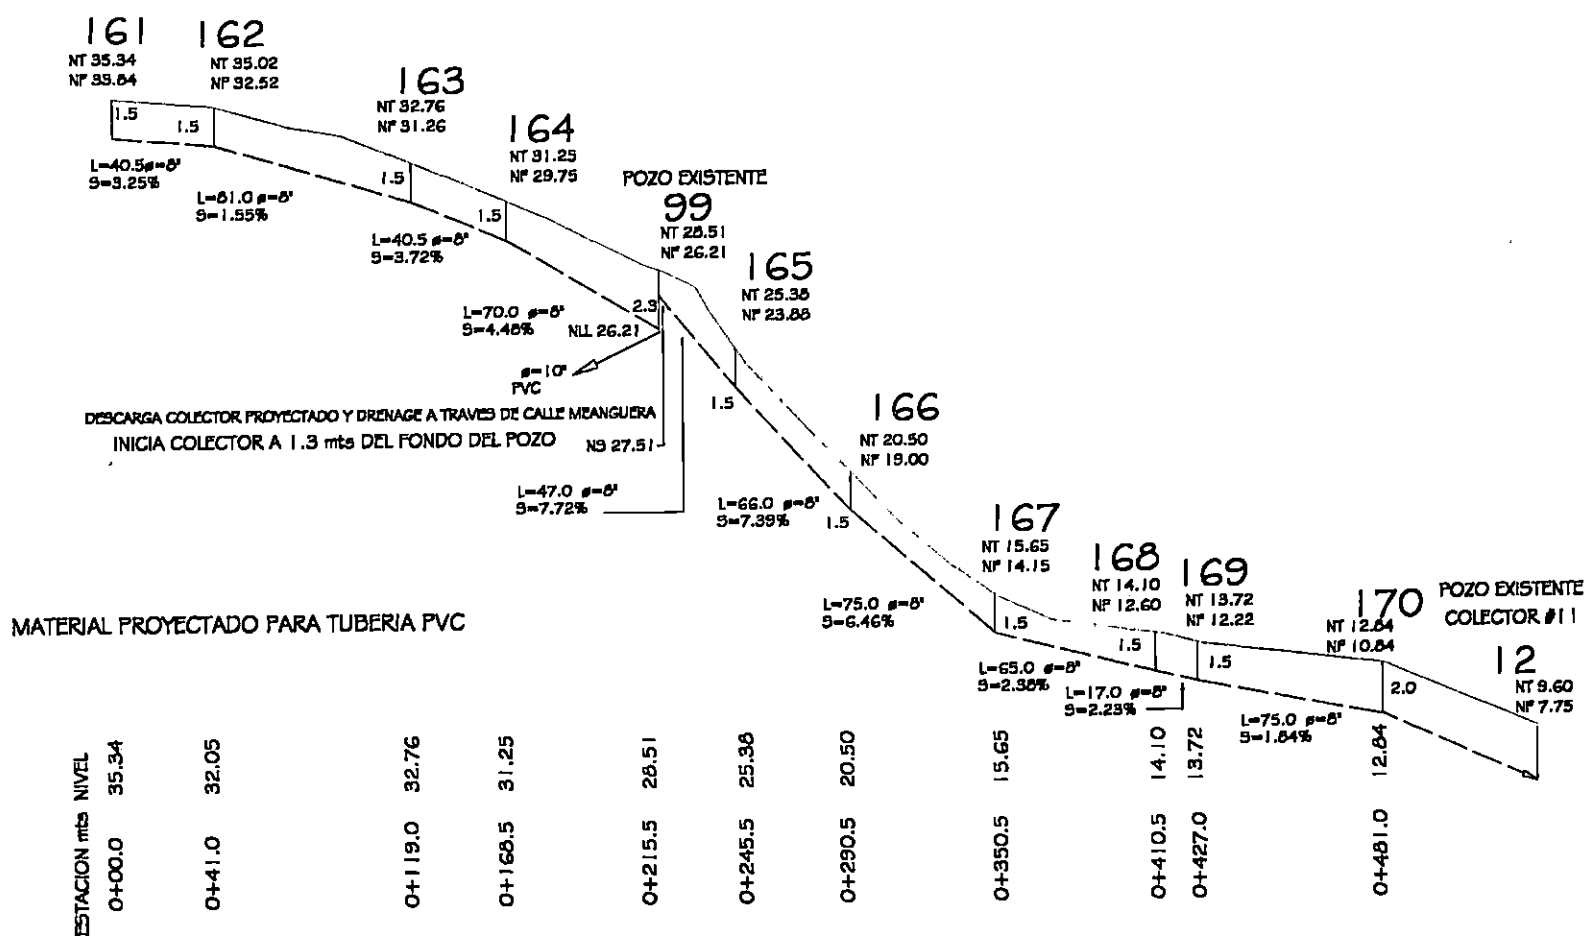 161
NT 35.34
NF 33.84
162
NT 35.02
NF 32.52
163
NT 32.76
NF 31.26
164
NT 31.25
NF 29.75
POZO EXISTENTE
99
NT 28.51
NF 26.21
165
NT 25.38
NF 23.88
166
NT 20.50
NF 19.00
167
NT 15.65
NF 14.15
168
NT 14.10
NF 12.60
169
NT 13.72
NF 12.22
170
NT 12.84
NF 10.84
POZO EXISTENTE
COLECTOR #11
12
NT 9.60
NF 7.75
1.5
1.5
1.5
1.5
2.3
1.5
1.5
1.5
1.5
1.5
2.0
L=40.5 ø=8"
S=3.25%
L=81.0 ø=8"
S=1.55%
L=40.5 ø=8"
S=3.72%
L=70.0 ø=8"
S=4.48%
NLL 26.21
ø=10"
PVC
DESCARGA COLECTOR PROYECTADO Y DRENAGE A TRAVES DE CALLE MEANGUERA
INICIA COLECTOR A 1.3 mts DEL FONDO DEL POZO
NS 27.51
L=47.0 ø=8"
S=7.72%
L=66.0 ø=8"
S=7.39%
L=75.0 ø=8"
S=6.46%
L=65.0 ø=8"
S=2.38%
L=17.0 ø=8"
S=2.23%
L=75.0 ø=8"
S=1.84%
MATERIAL PROYECTADO PARA TUBERIA PVC
ESTACION mts NIVEL
0+00.0 35.34
0+41.0 32.05
0+119.0 32.76
0+168.5 31.25
0+215.5 28.51
0+245.5 25.38
0+290.5 20.50
0+350.5 15.65
0+410.5 14.10
0+427.0 13.72
0+481.0 12.84